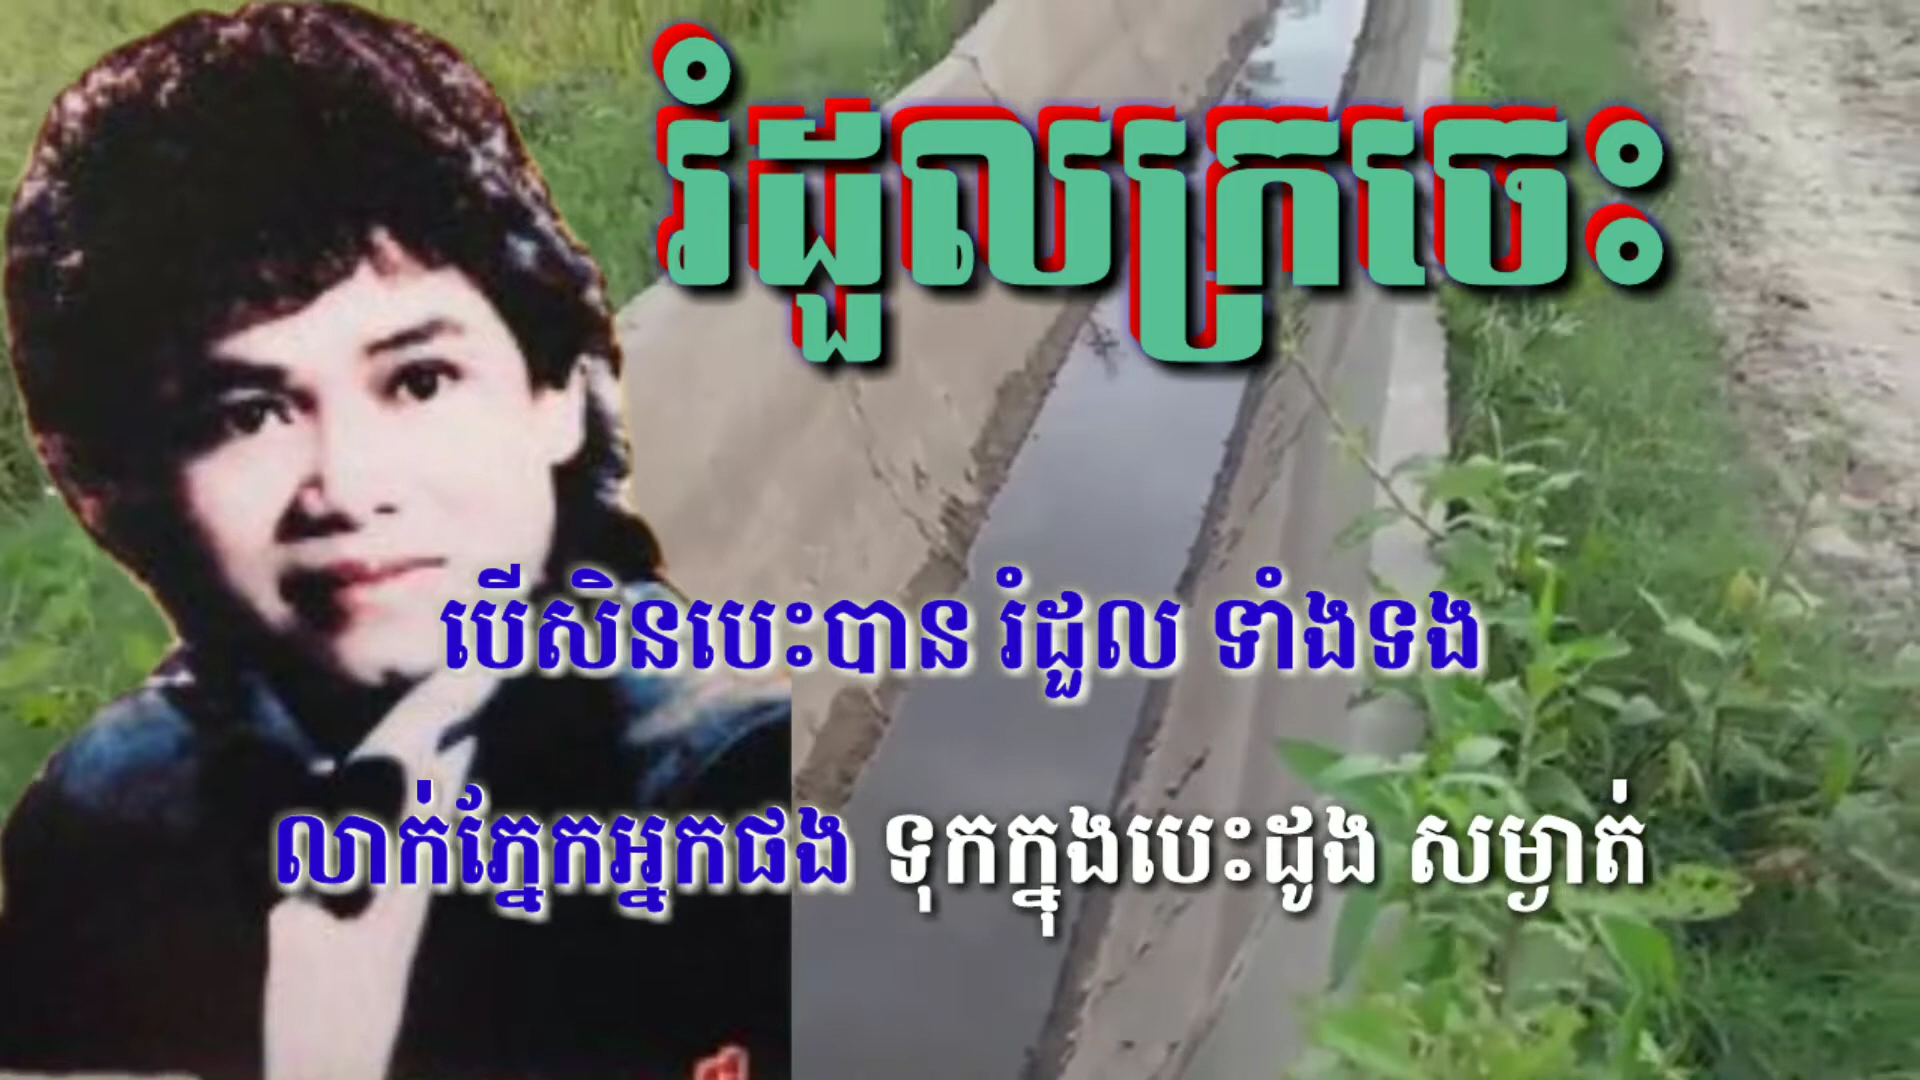 រំដួលក្រចេះ
បើសិនបេះបាន រំដួល ទាំងទង
លាក់ភ្នែកអ្នកផង ទុកក្នុងបេះដូង សម្ងាត់